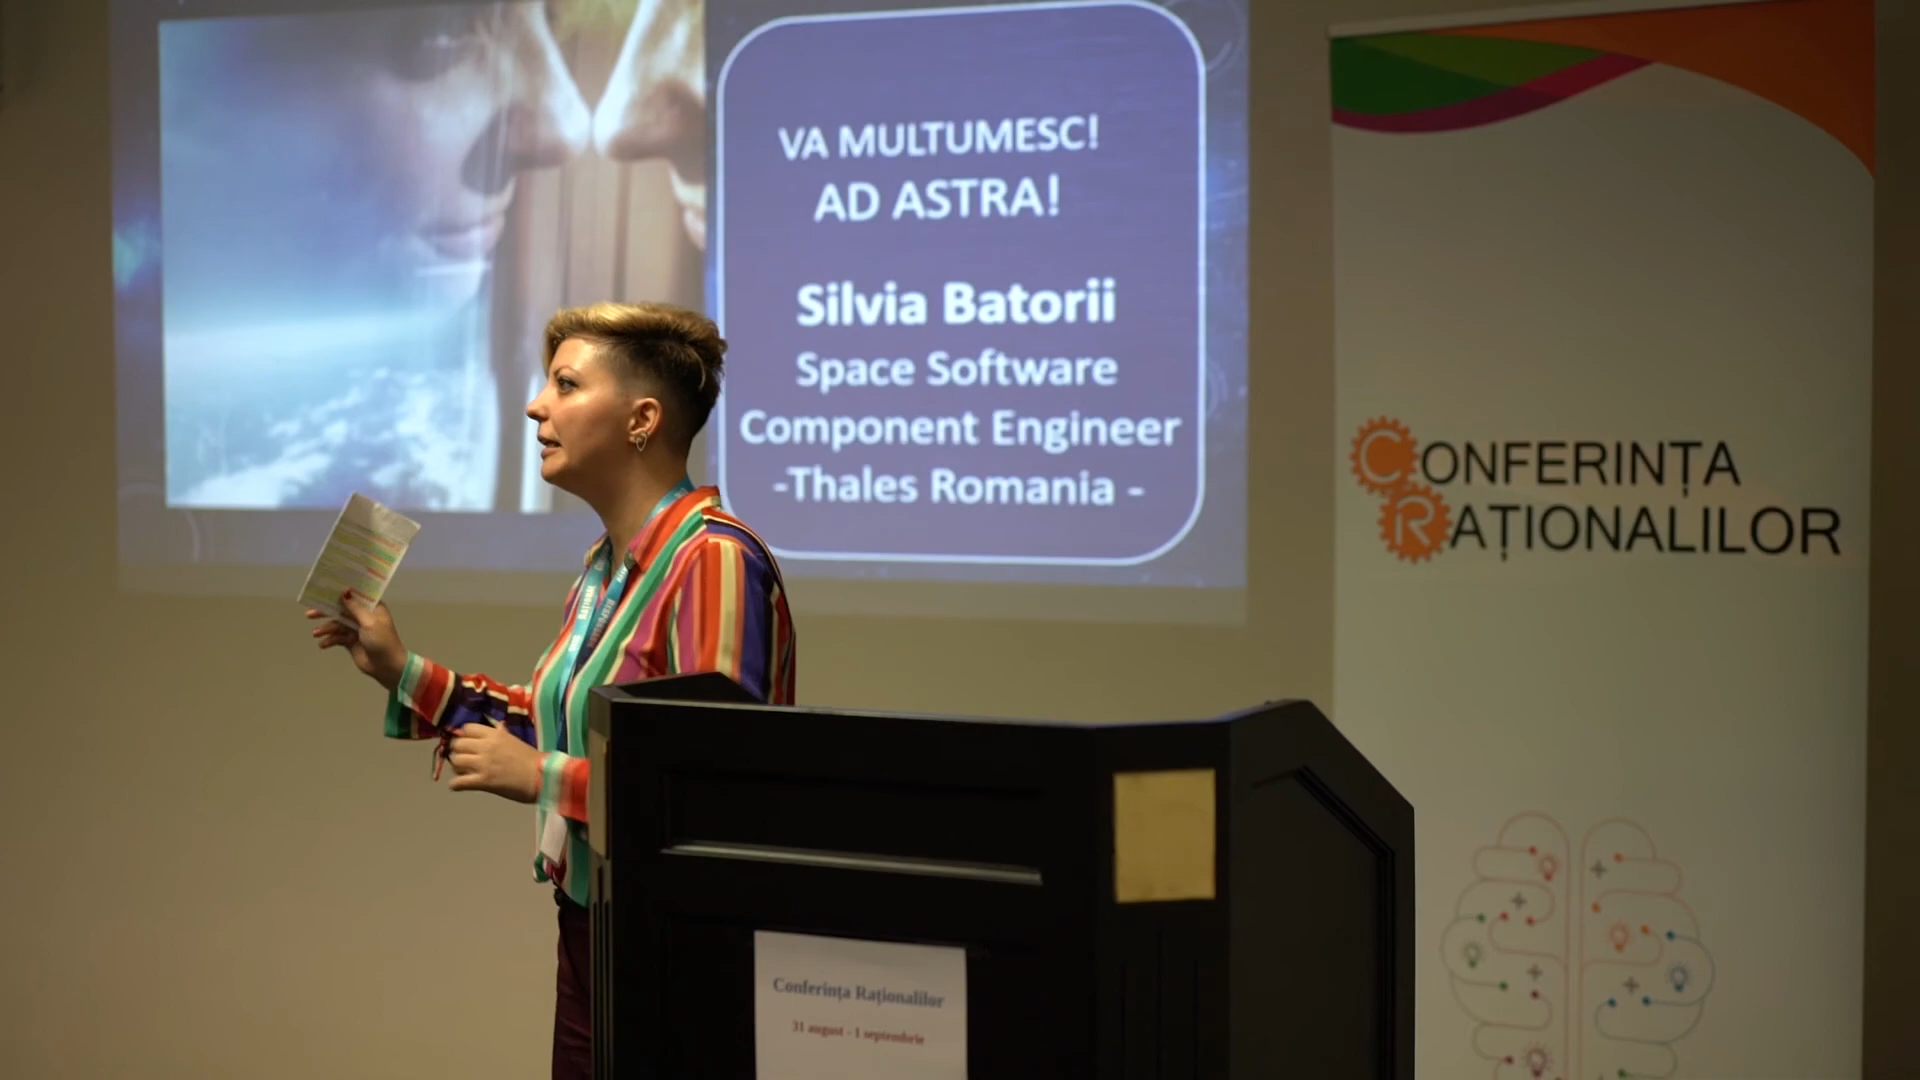 VA MULTUMESC!
AD ASTRA!
Silvia Batorii
Space Software
Component Engineer
-Thales Romania -
CONFERINȚA
RAȚIONALILOR
Conferința Raționalilor
31 august - 1 septembrie
RATIONAL